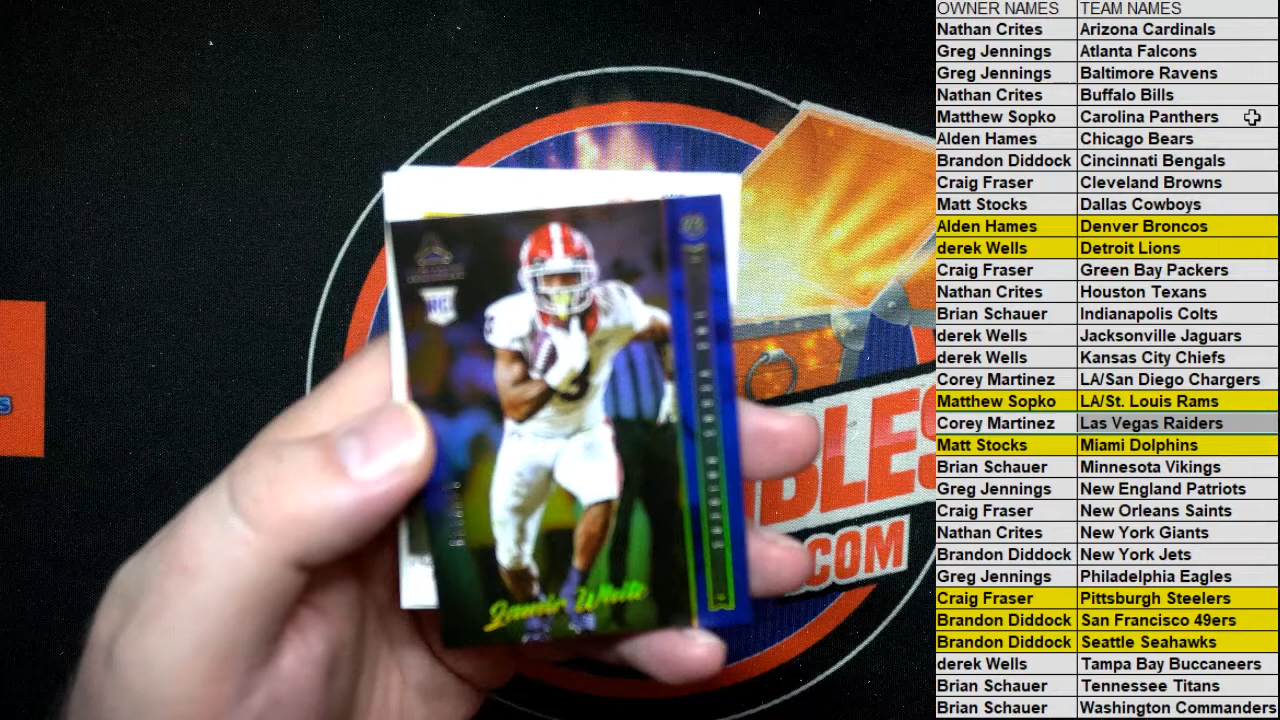 OWNER NAMES TEAM NAMES
Nathan Crites Arizona Cardinals
Greg Jennings Atlanta Falcons
Greg Jennings Baltimore Ravens
Nathan Crites Buffalo Bills
Matthew Sopko Carolina Panthers
Alden Hames Chicago Bears
Brandon Diddock Cincinnati Bengals
Craig Fraser Cleveland Browns
Matt Stocks Dallas Cowboys
Alden Hames Denver Broncos
derek Wells Detroit Lions
Craig Fraser Green Bay Packers
Nathan Crites Houston Texans
Brian Schauer Indianapolis Colts
derek Wells Jacksonville Jaguars
derek Wells Kansas City Chiefs
Corey Martinez LA/San Diego Chargers
Matthew Sopko LA/St. Louis Rams
Corey Martinez Las Vegas Raiders
Matt Stocks Miami Dolphins
Brian Schauer Minnesota Vikings
Greg Jennings New England Patriots
Craig Fraser New Orleans Saints
Nathan Crites New York Giants
Brandon Diddock New York Jets
Greg Jennings Philadelphia Eagles
Craig Fraser Pittsburgh Steelers
Brandon Diddock San Francisco 49ers
Brandon Diddock Seattle Seahawks
derek Wells Tampa Bay Buccaneers
Brian Schauer Tennessee Titans
Brian Schauer Washington Commanders
RC
Zamir White
BLES
.COM